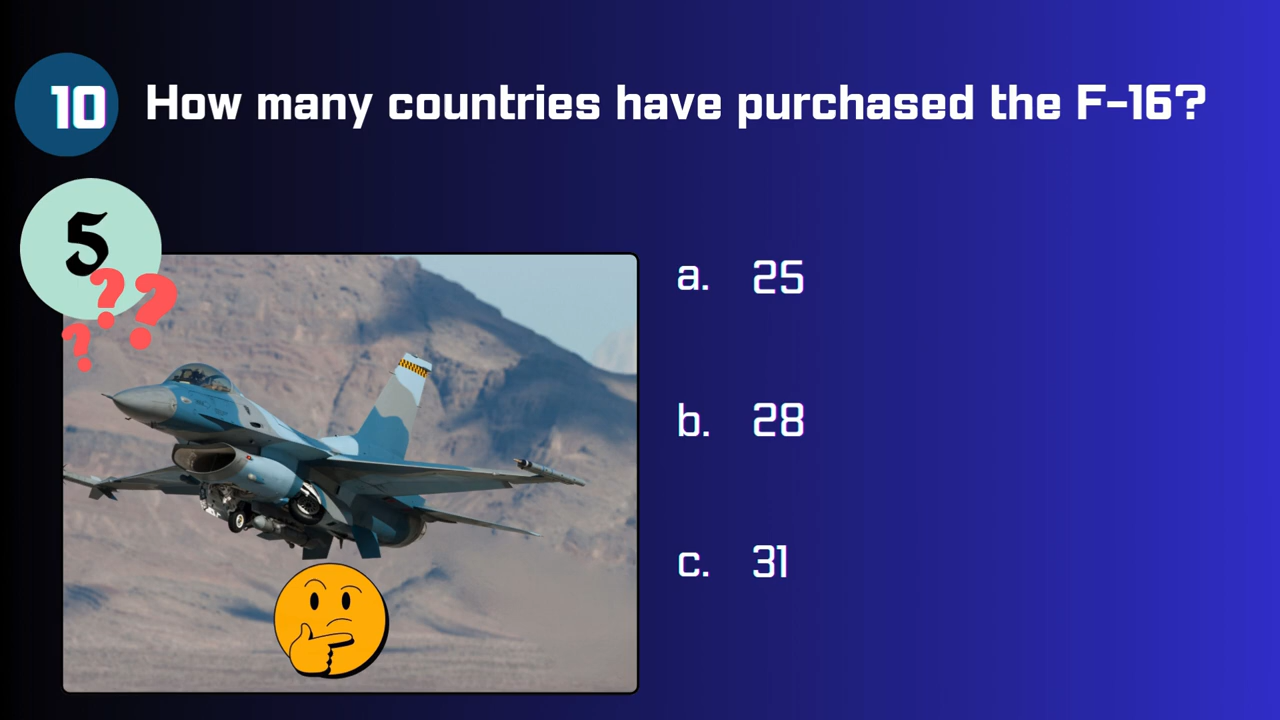 10 How many countries have purchased the F-16?
5
???
a. 25
b. 28
c. 31